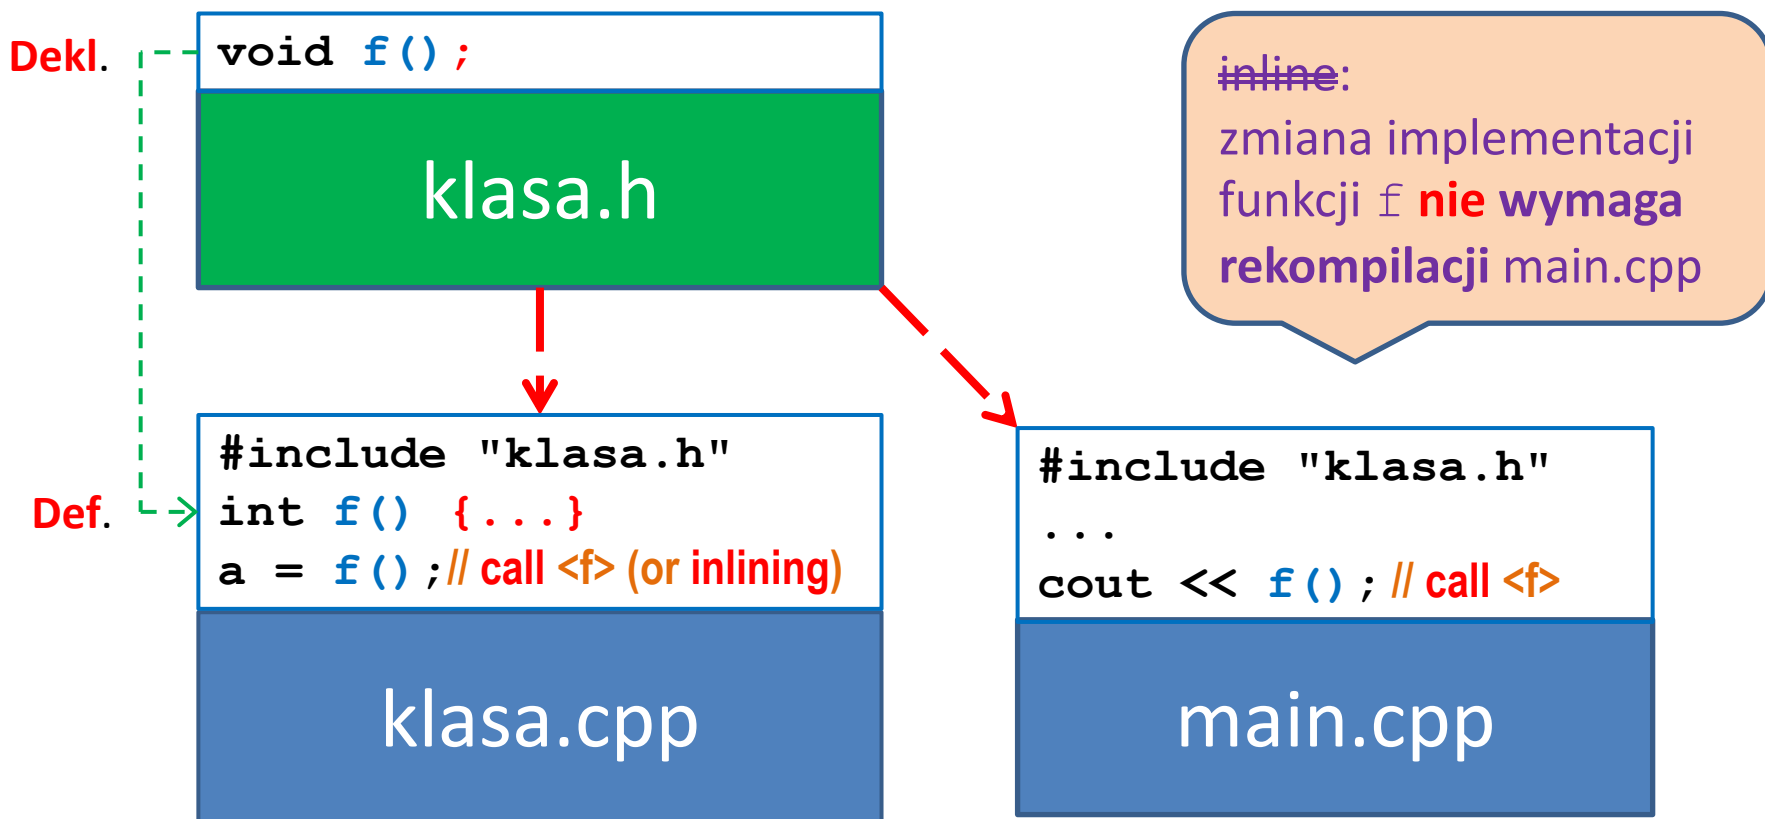 Dekl.
void f();
klasa.h
inline:
zmiana implementacji
funkcji f nie wymaga
rekompilacji main.cpp
Def.
#include "klasa.h"
int f() {...}
a = f();// call <f> (or inlining)
klasa.cpp
#include "klasa.h"
...
cout << f(); // call <f>
main.cpp